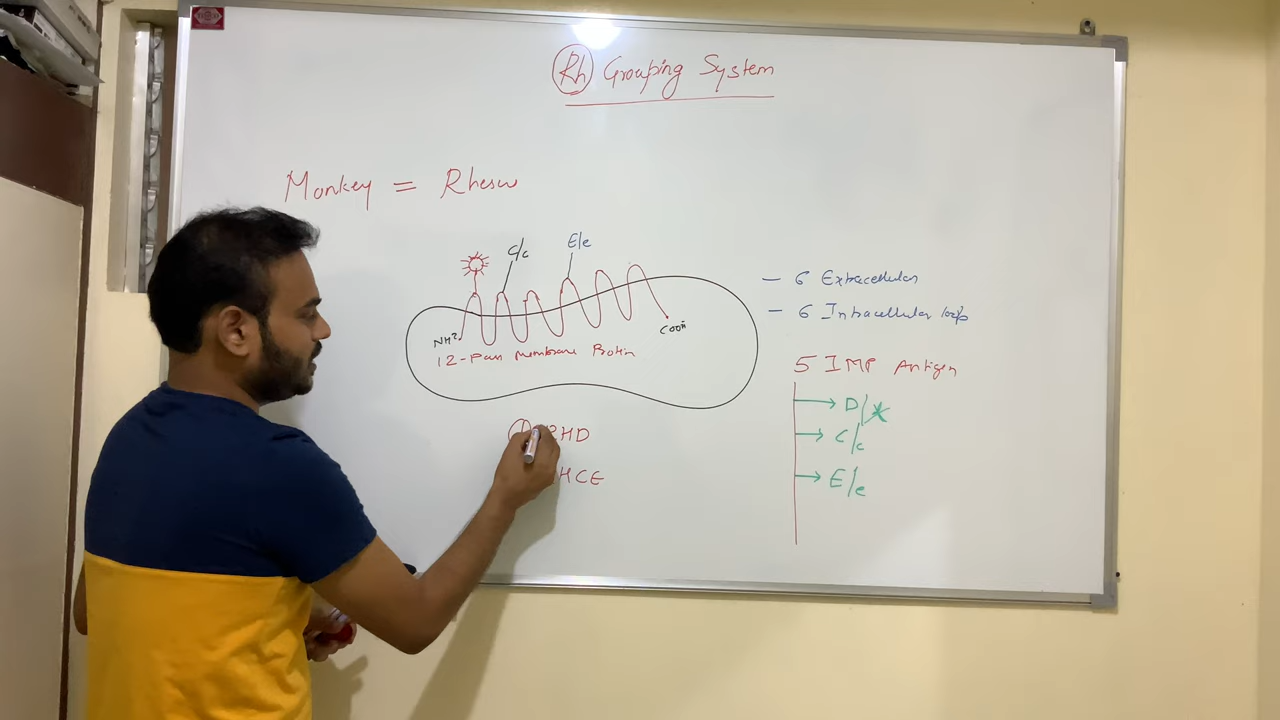 Rh Grouping System
Monkey = Rhesus
C/c
E/e
NH2
COOH
12-Pass Membrane Protein
- 6 Extracellular
- 6 Intracellular loops
5 IMP Antigen
→ D/
→ C/c
→ E/e
1 RHD
HCE